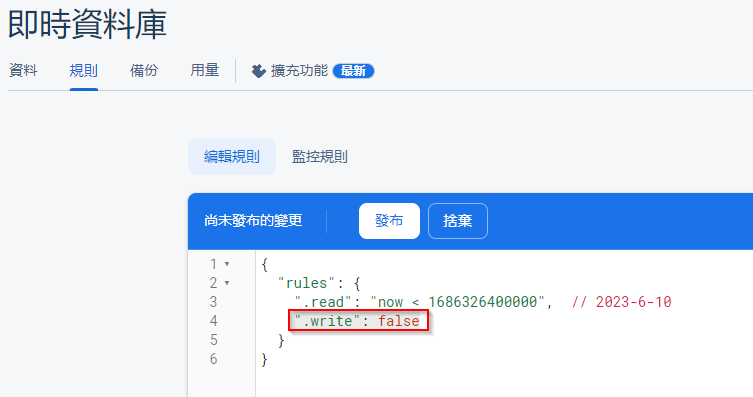 即時資料庫
資料 規則 備份 用量 擴充功能 最新
編輯規則 監控規則
尚未發布的變更 發布 捨棄
1 {
2 "rules": {
3 ".read": "now < 1686326400000", // 2023-6-10
4 ".write": false
5 }
6 }